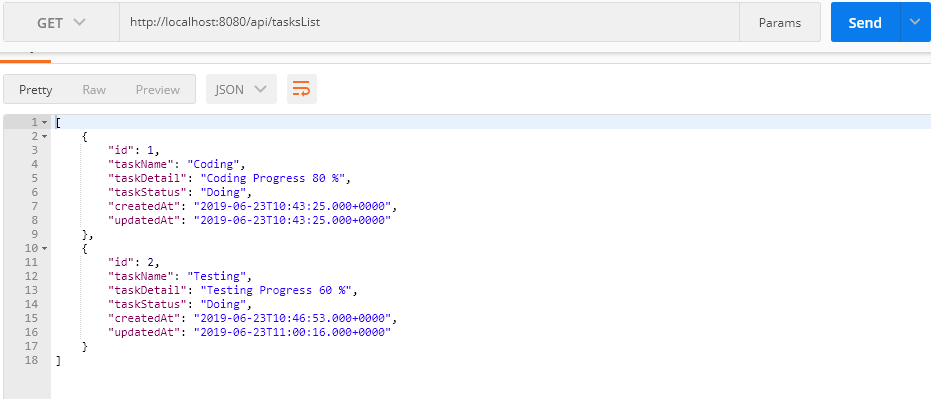 GET http://localhost:8080/api/tasksList Params Send
Pretty Raw Preview JSON
1 [
2 {
3 "id": 1,
4 "taskName": "Coding",
5 "taskDetail": "Coding Progress 80 %",
6 "taskStatus": "Doing",
7 "createdAt": "2019-06-23T10:43:25.000+0000",
8 "updatedAt": "2019-06-23T10:43:25.000+0000"
9 },
10 {
11 "id": 2,
12 "taskName": "Testing",
13 "taskDetail": "Testing Progress 60 %",
14 "taskStatus": "Doing",
15 "createdAt": "2019-06-23T10:46:53.000+0000",
16 "updatedAt": "2019-06-23T11:00:16.000+0000"
17 }
18 ]